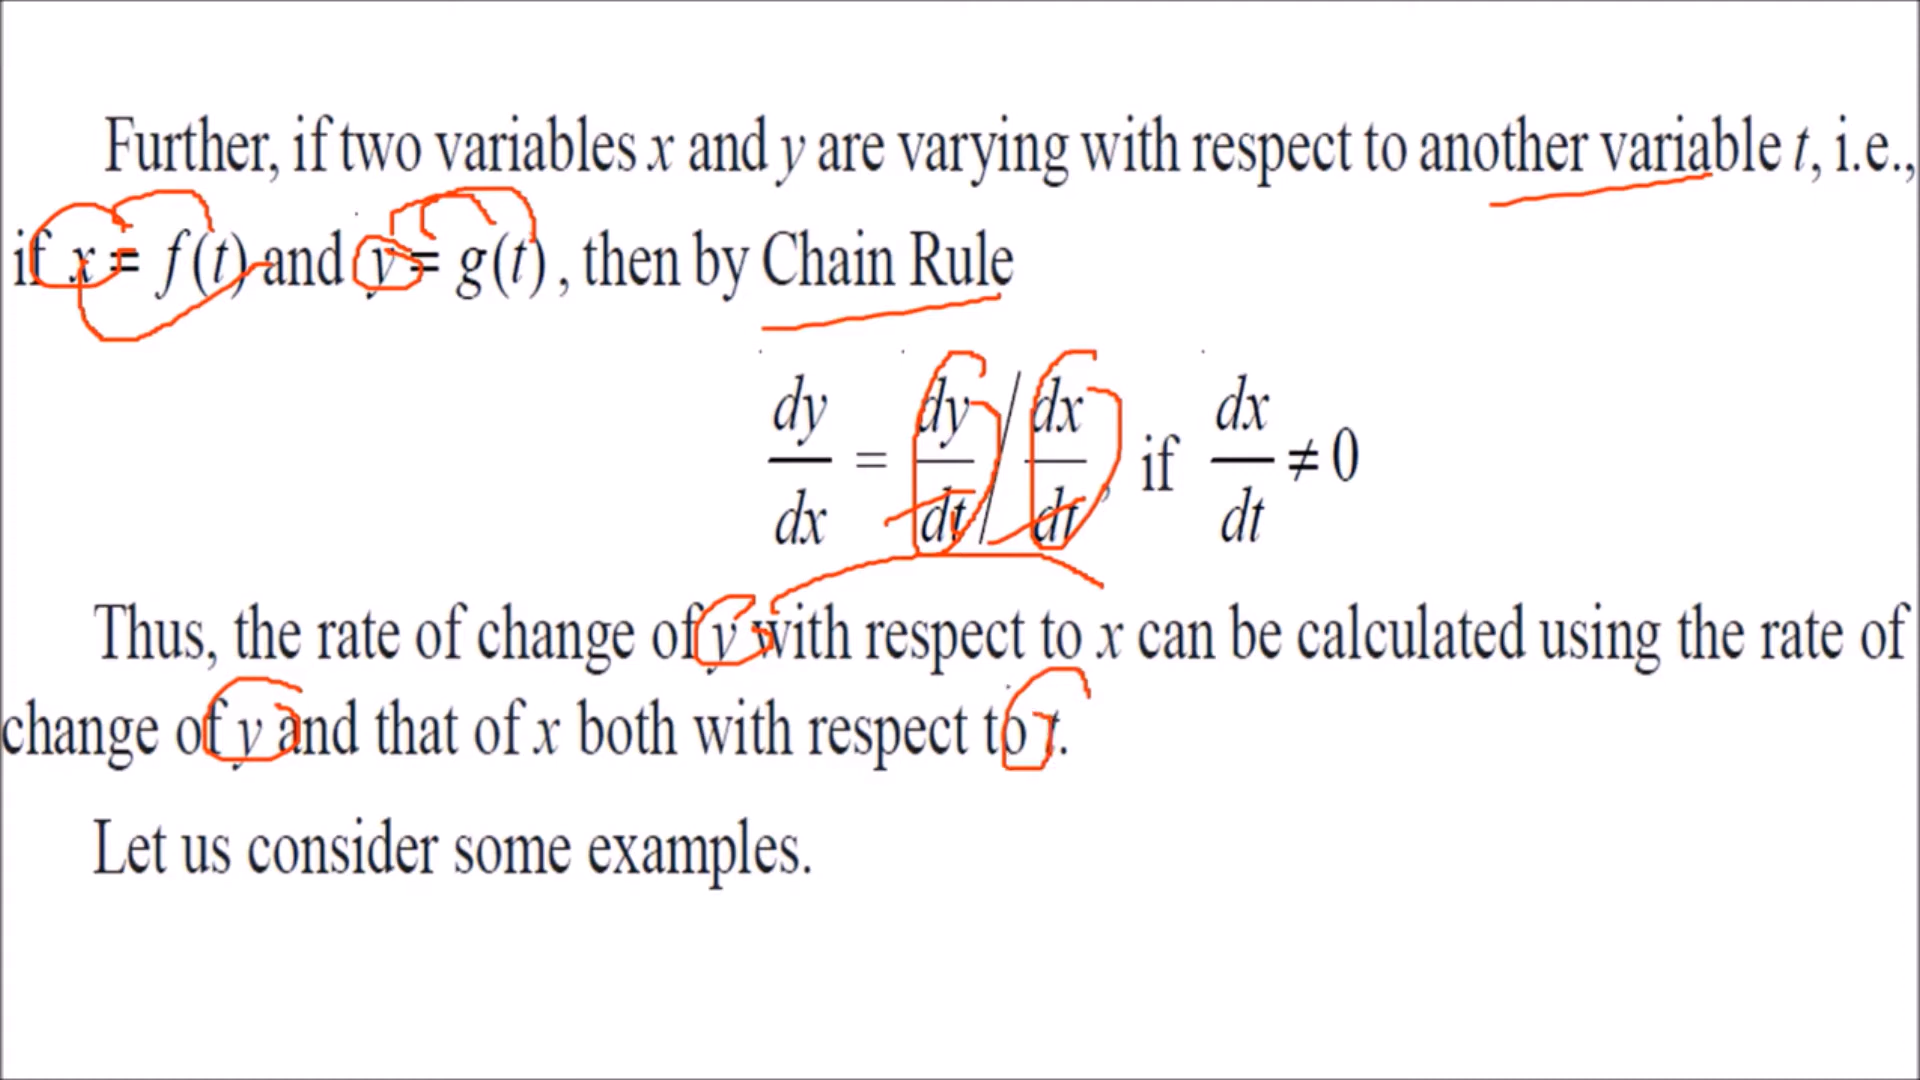 Further, if two variables x and y are varying with respect to another variable t, i.e.,
if x = f(t) and y = g(t), then by Chain Rule
dy/dx = dy/dt / dx/dt, if dx/dt ≠ 0
Thus, the rate of change of y with respect to x can be calculated using the rate of
change of y and that of x both with respect to t.
Let us consider some examples.